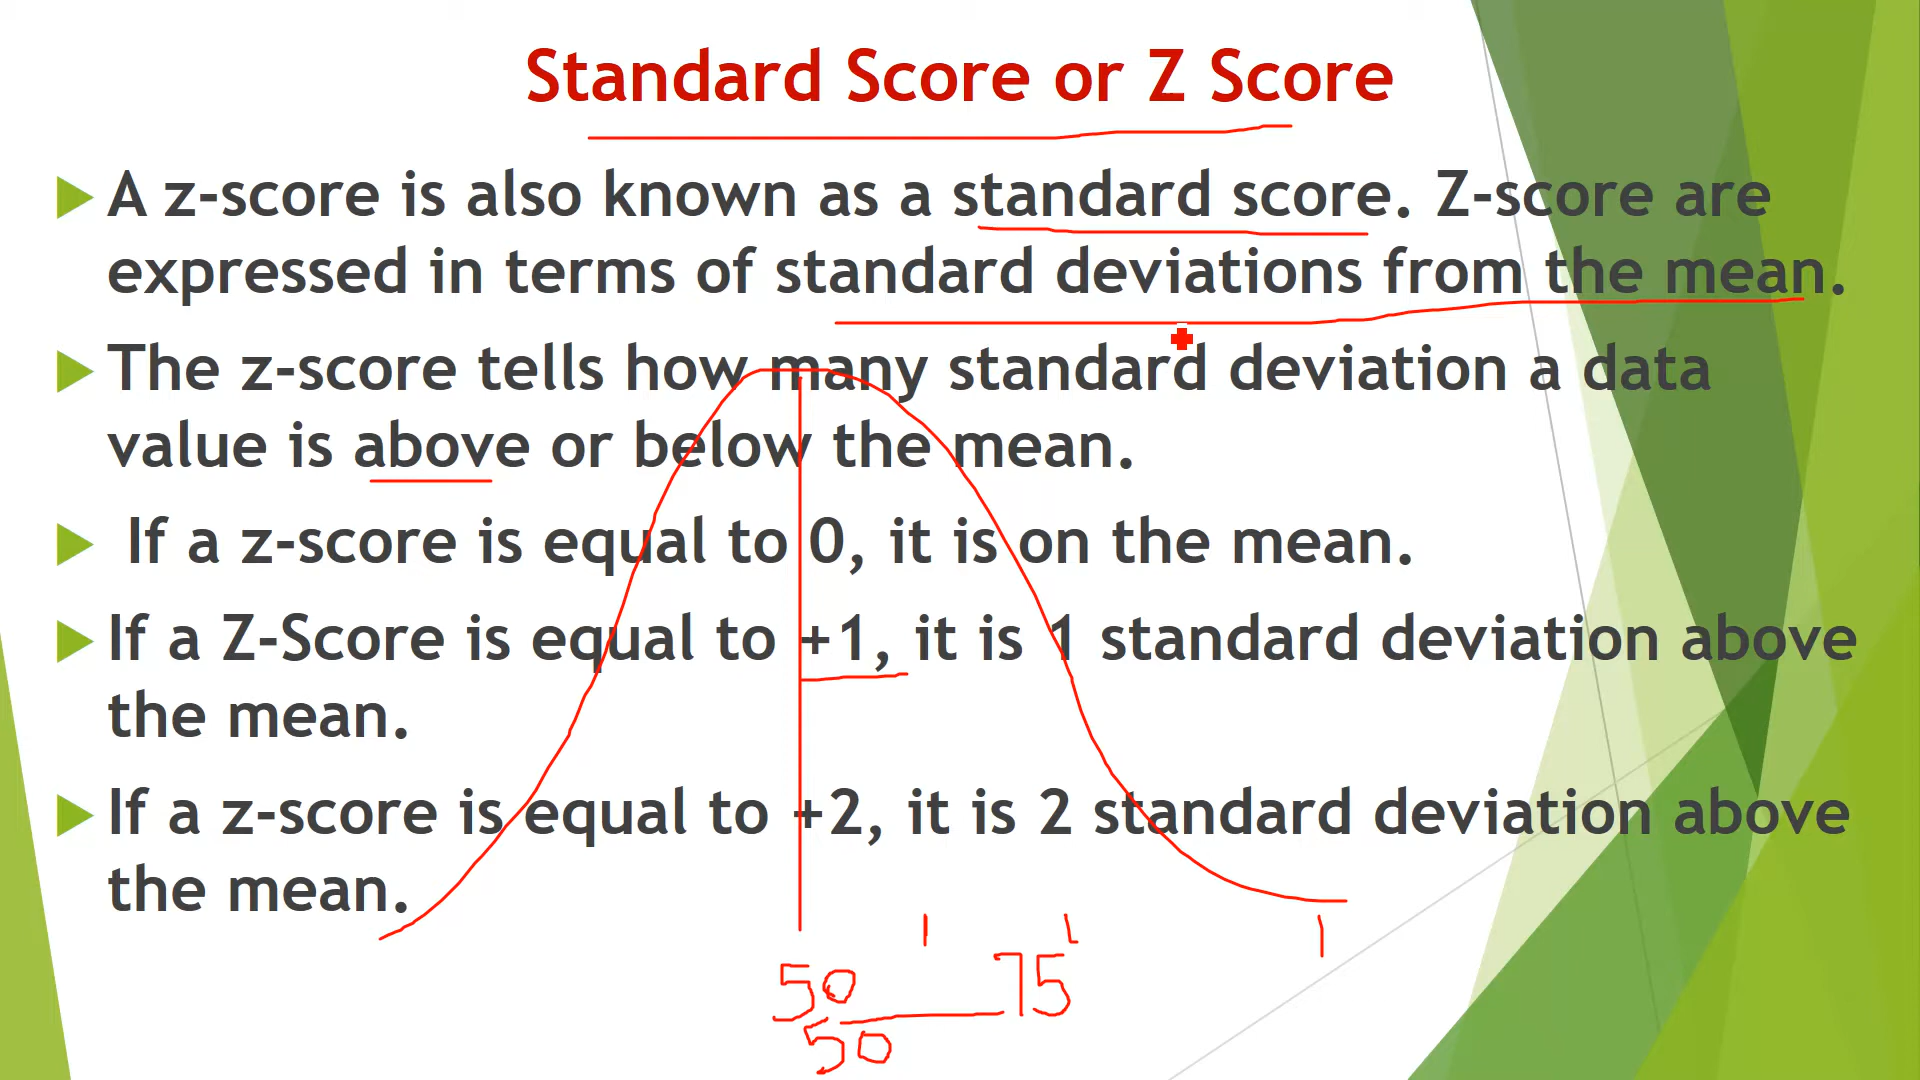 Standard Score or Z Score
A z-score is also known as a standard score. Z-score are
expressed in terms of standard deviations from the mean.
The z-score tells how many standard deviation a data
value is above or below the mean.
If a z-score is equal to 0, it is on the mean.
If a Z-Score is equal to +1, it is 1 standard deviation above
the mean.
If a z-score is equal to +2, it is 2 standard deviation above
the mean.
50 75
50